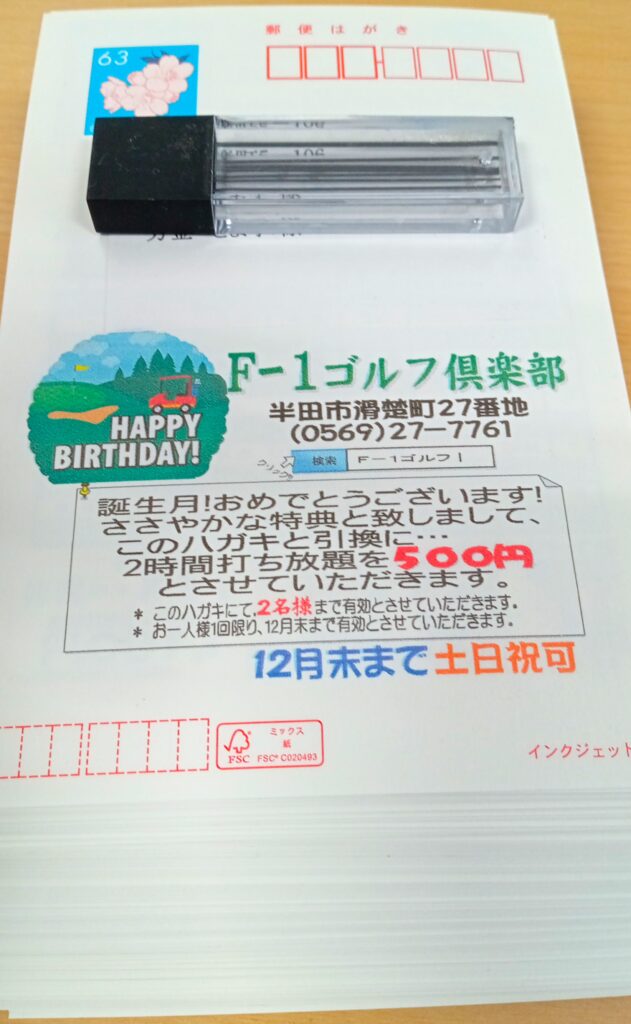 郵便はがき
63
F-1ゴルフ倶楽部
半田市滑楚町27番地
(0569)27-7761
HAPPY
BIRTHDAY!
クリック!!
検索 F-1ゴルフ|
誕生月!おめでとうございます!
ささやかな特典と致しまして、
このハガキと引換に…
2時間打ち放題を500円
とさせていただきます。
* このハガキにて,2名様まで有効とさせていただきます。
* お一人様1回限り、12月末まで有効とさせていただきます。
12月末まで土日祝可
FSC
ミックス
紙
FSC® C020493
インクジェット